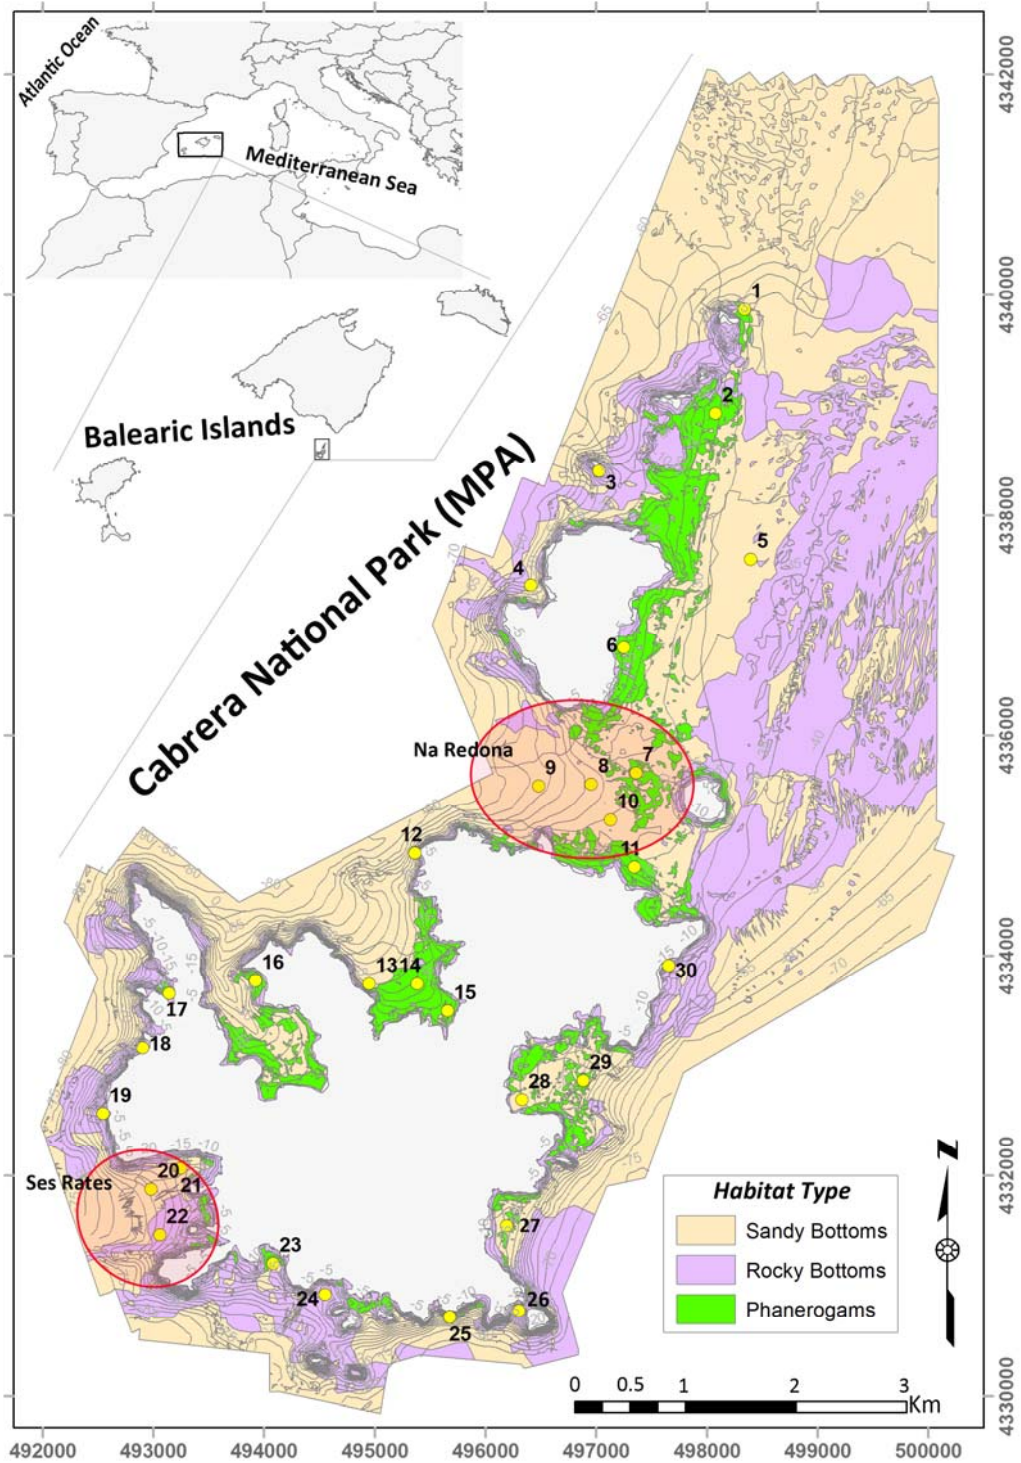 Atlantic Ocean
Mediterranean Sea
Balearic Islands
Cabrera National Park (MPA)
1
2
3
4
5
6
Na Redona
7
8
9
10
11
12
13 14
15
16
17
18
19
Ses Rates
20
21
22
23
24
25
26
27
28
29
30
Habitat Type
Sandy Bottoms
Rocky Bottoms
Phanerogams
0 0.5 1 2 3
Km
4342000
4340000
4338000
4336000
4334000
4332000
4330000
492000 493000 494000 495000 496000 497000 498000 499000 500000